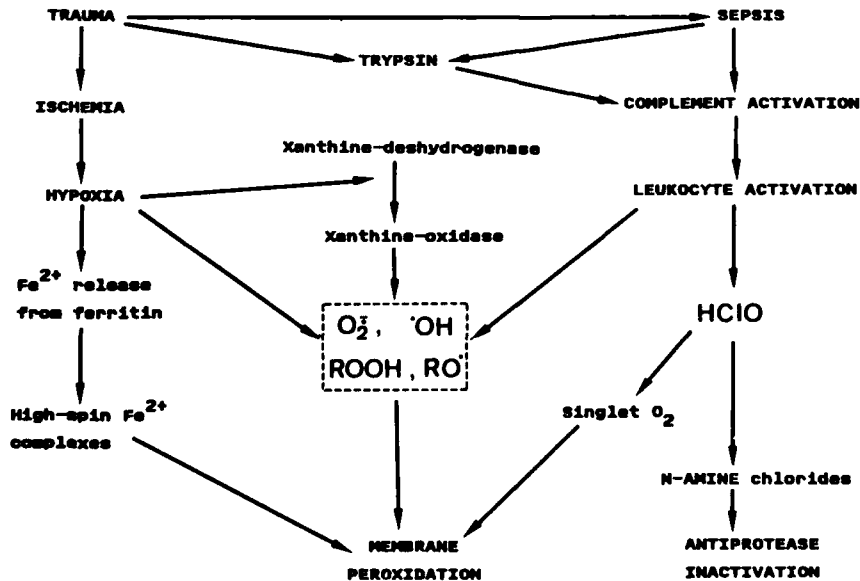 TRAUMA
SEPSIS
TRYPSIN
ISCHEMIA
COMPLEMENT ACTIVATION
Xanthine-deshydrogenase
HYPOXIA
LEUKOCYTE ACTIVATION
Xanthine-oxidase
Fe²⁺ release
from ferritin
O₂⁻̇, ˙OH
HClO
ROOH, RO˙
High-spin Fe²⁺
complexes
Singlet O₂
N-AMINE chlorides
MEMBRANE
PEROXIDATION
ANTIPROTEASE
INACTIVATION